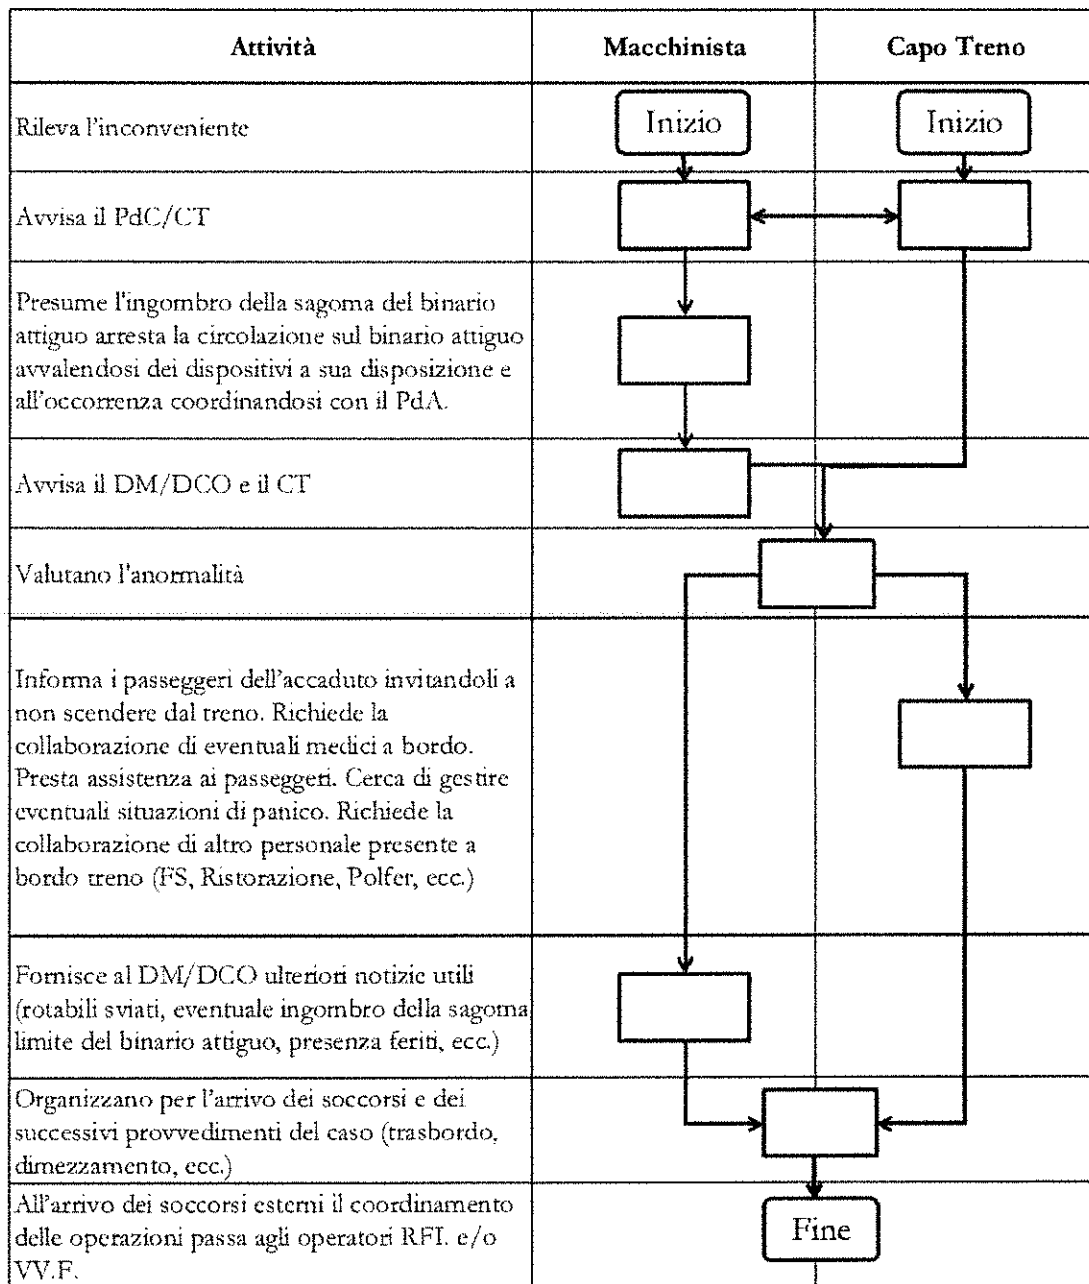 Attività
Macchinista
Capo Treno
Rileva l'inconveniente
Inizio
Inizio
Avvisa il PdC/CT
Presume l'ingombro della sagoma del binario
attiguo arresta la circolazione sul binario attiguo
avvalendosi dei dispositivi a sua disposizione e
all'occorrenza coordinandosi con il PdA.
Avvisa il DM/DCO e il CT
Valutano l'anormalità
Informa i passeggeri dell'accaduto invitandoli a
non scendere dal treno. Richiede la
collaborazione di eventuali medici a bordo.
Presta assistenza ai passeggeri. Cerca di gestire
eventuali situazioni di panico. Richiede la
collaborazione di altro personale presente a
bordo treno (FS, Ristorazione, Polfer, ecc.)
Fornisce al DM/DCO ulteriori notizie utili
(rotabili sviati, eventuale ingombro della sagoma
limite del binario attiguo, presenza feriti, ecc.)
Organizzano per l'arrivo dei soccorsi e dei
successivi provvedimenti del caso (trasbordo,
dimezzamento, ecc.)
All'arrivo dei soccorsi esterni il coordinamento
delle operazioni passa agli operatori RFI. e/o
VV.F.
Fine